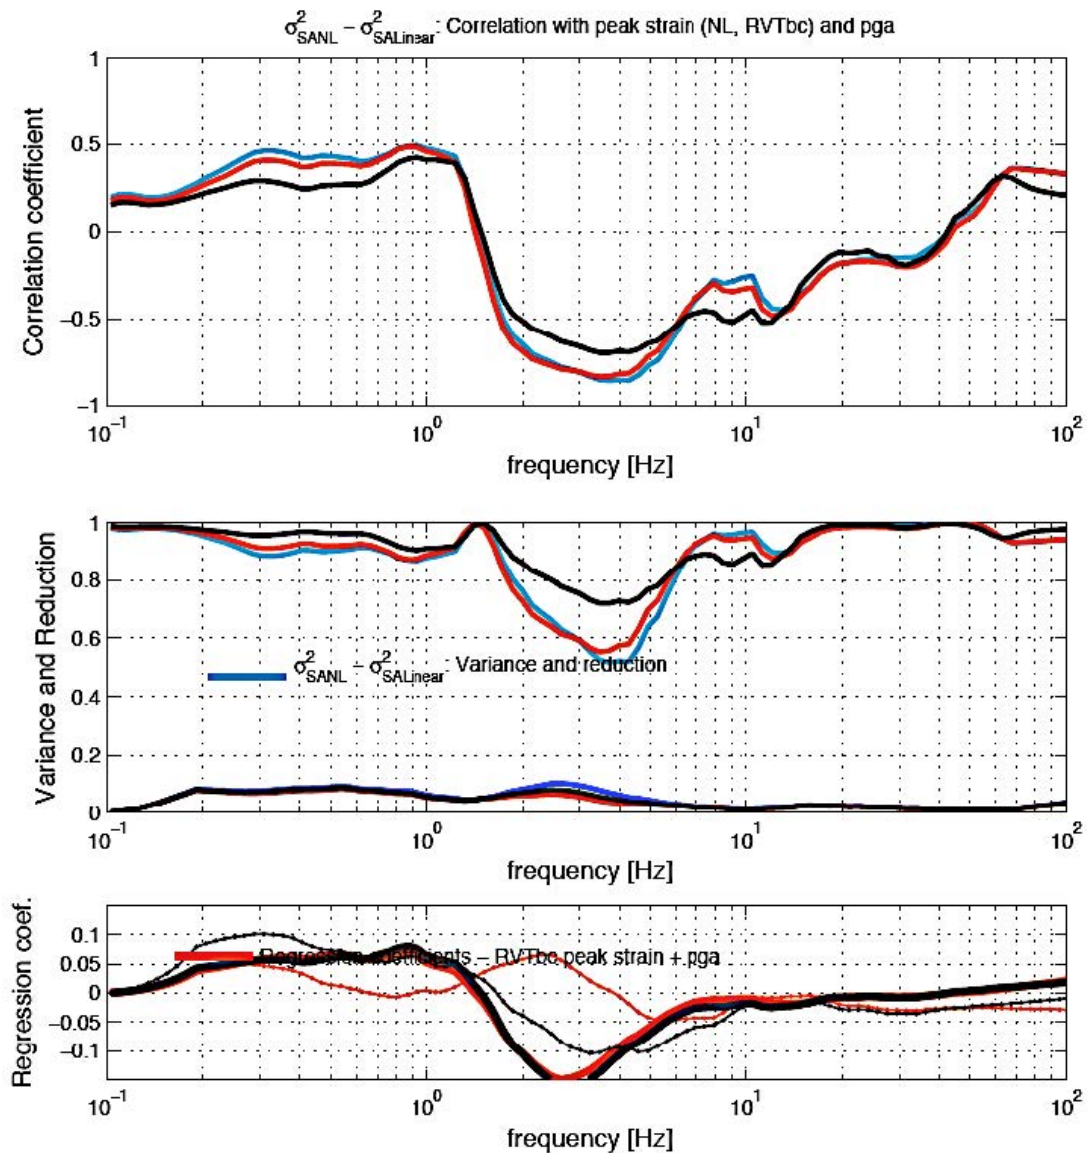 σ²SANL − σ²SALinear: Correlation with peak strain (NL, RVTbc) and pga
Correlation coefficient
1
0.5
0
−0.5
−1
10⁻¹ 10⁰ 10¹ 10²
frequency [Hz]
Variance and Reduction
1
0.8
0.6
σ²SANL − σ²SALinear: Variance and reduction
0.4
0.2
0
10⁻¹ 10⁰ 10¹ 10²
frequency [Hz]
Regression coef.
0.1
0.05
Regression coefficients − RVTbc peak strain + pga
0
−0.05
−0.1
10⁻¹ 10⁰ 10¹ 10²
frequency [Hz]